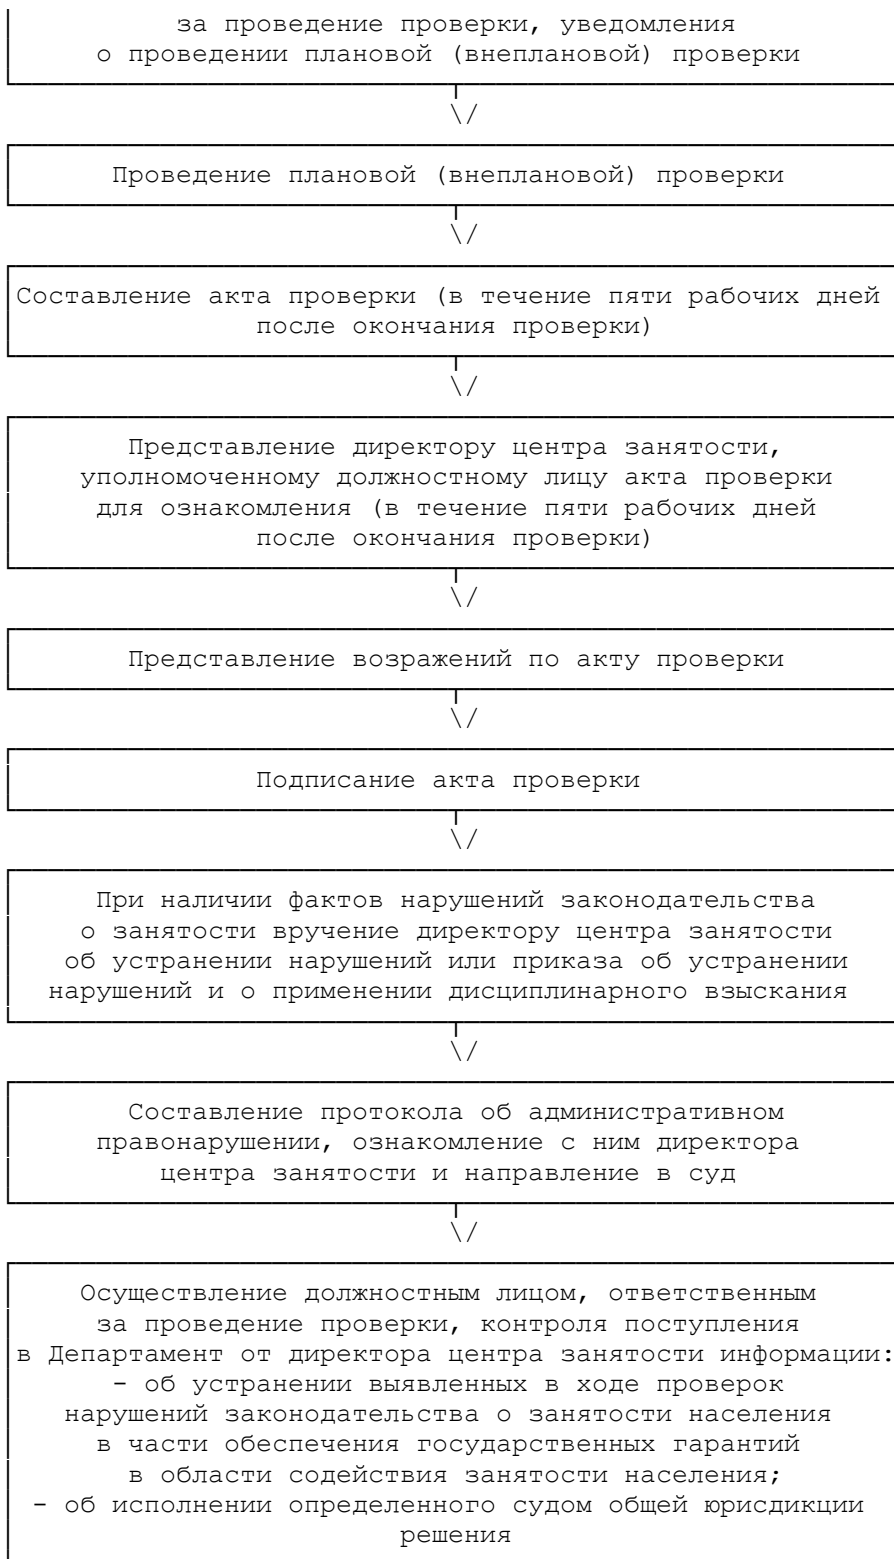 за проведение проверки, уведомления
о проведении плановой (внеплановой) проверки
\/
Проведение плановой (внеплановой) проверки
\/
Составление акта проверки (в течение пяти рабочих дней
после окончания проверки)
\/
Представление директору центра занятости,
уполномоченному должностному лицу акта проверки
для ознакомления (в течение пяти рабочих дней
после окончания проверки)
\/
Представление возражений по акту проверки
\/
Подписание акта проверки
\/
При наличии фактов нарушений законодательства
о занятости вручение директору центра занятости
об устранении нарушений или приказа об устранении
нарушений и о применении дисциплинарного взыскания
\/
Составление протокола об административном
правонарушении, ознакомление с ним директора
центра занятости и направление в суд
\/
Осуществление должностным лицом, ответственным
за проведение проверки, контроля поступления
в Департамент от директора центра занятости информации:
- об устранении выявленных в ходе проверок
нарушений законодательства о занятости населения
в части обеспечения государственных гарантий
в области содействия занятости населения;
- об исполнении определенного судом общей юрисдикции
решения